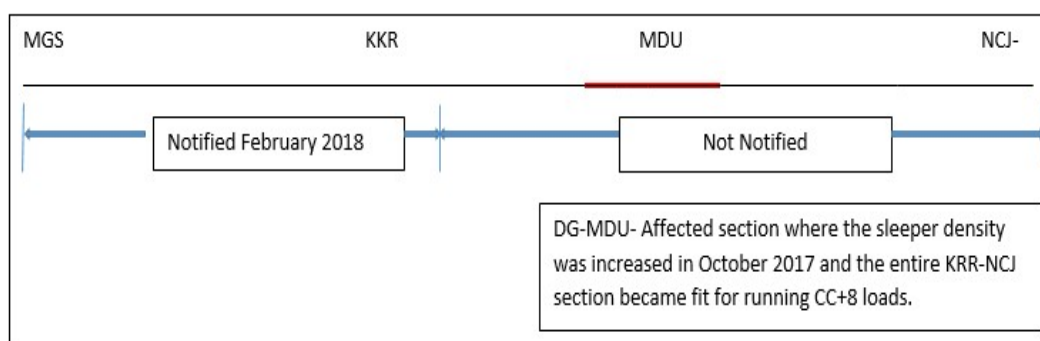 MGS KKR MDU NCJ-
Notified February 2018 Not Notified
DG-MDU- Affected section where the sleeper density
was increased in October 2017 and the entire KRR-NCJ
section became fit for running CC+8 loads.